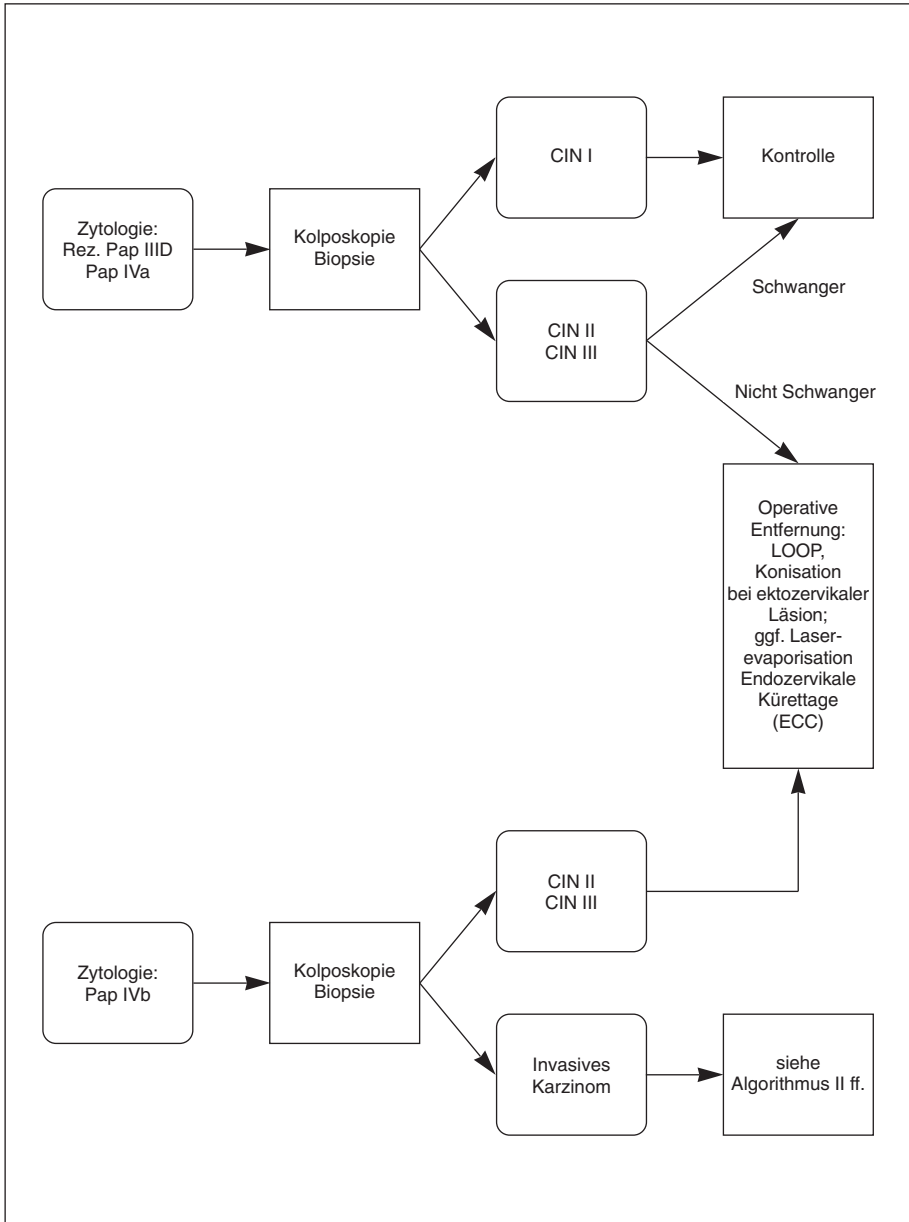 CIN I
Kontrolle
Zytologie:
Rez. Pap IIID
Pap IVa
Kolposkopie
Biopsie
Schwanger
CIN II
CIN III
Nicht Schwanger
Operative
Entfernung:
LOOP,
Konisation
bei ektozervikaler
Läsion;
ggf. Laser-
evaporisation
Endozervikale
Kürettage
(ECC)
CIN II
CIN III
Zytologie:
Pap IVb
Kolposkopie
Biopsie
Invasives
Karzinom
siehe
Algorithmus II ff.